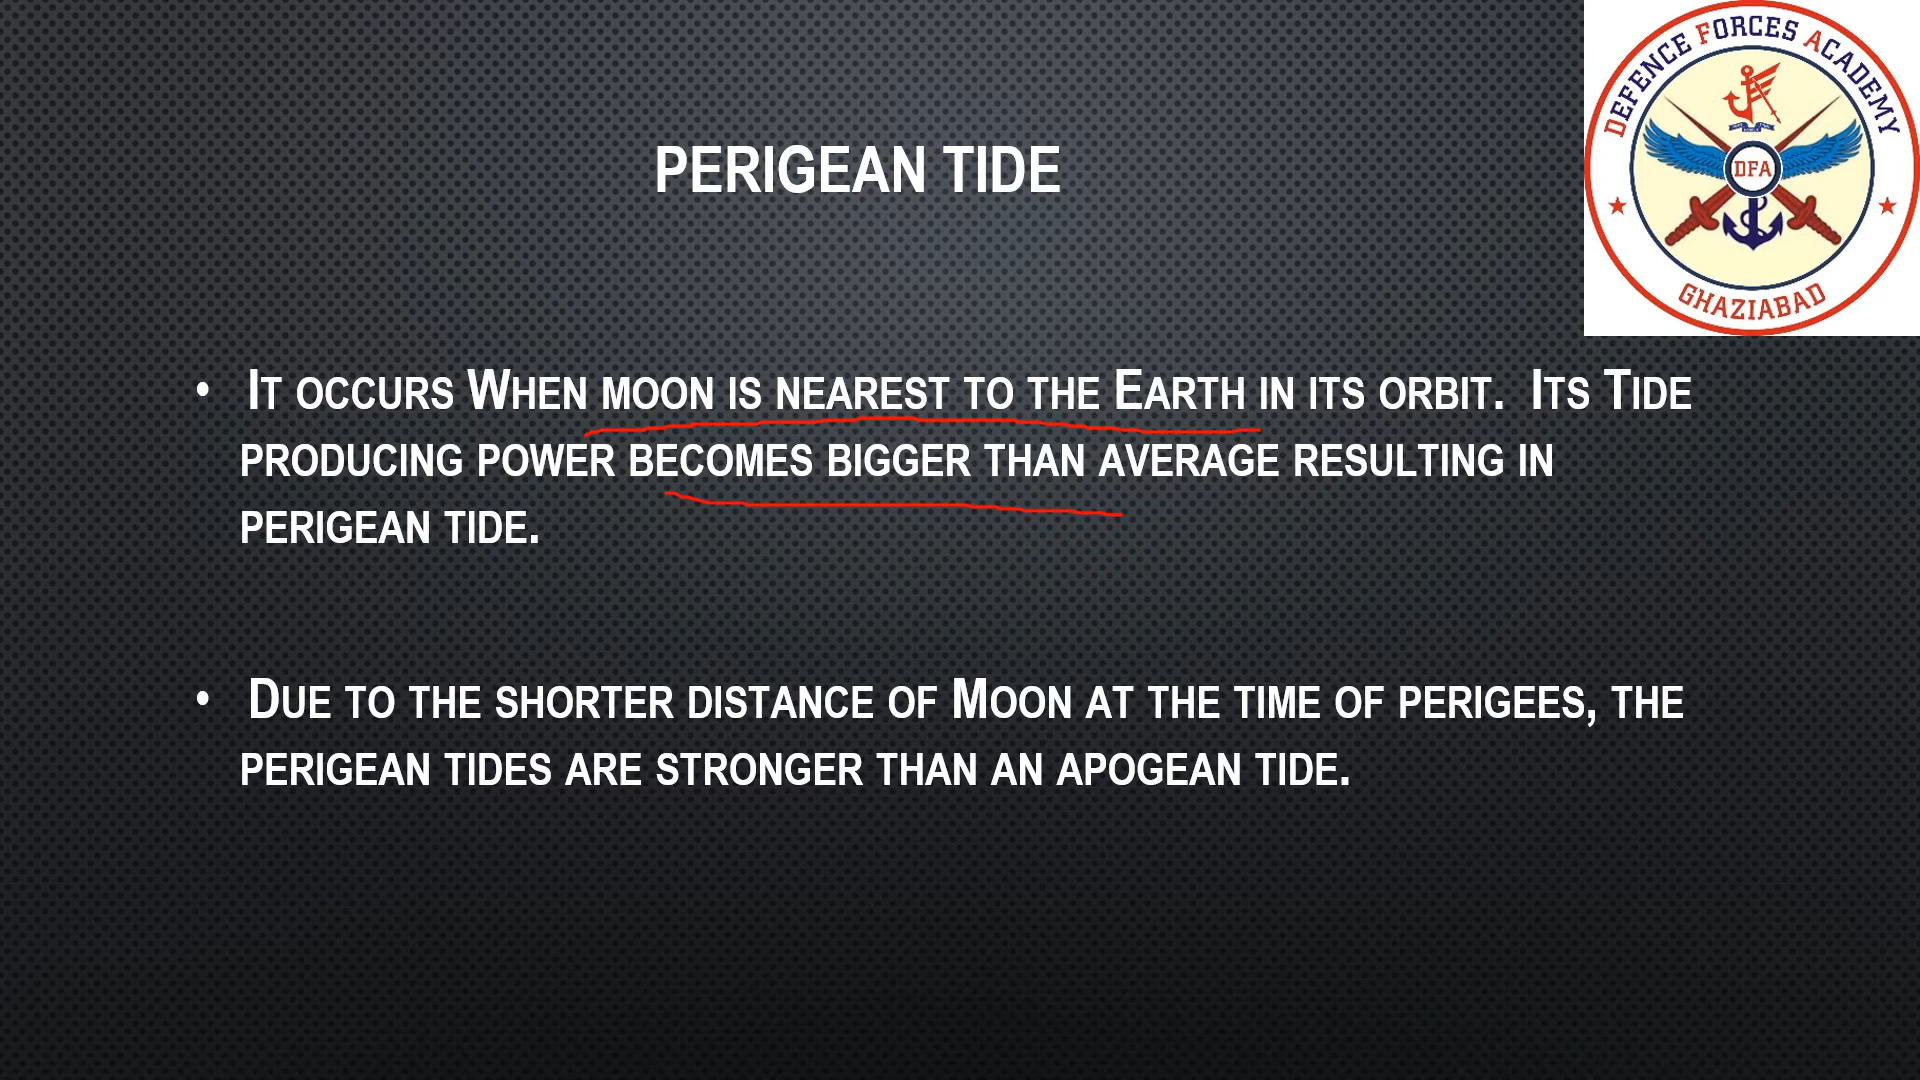 DEFENCE FORCES ACADEMY
DFA
GHAZIABAD
PERIGEAN TIDE
• IT OCCURS WHEN MOON IS NEAREST TO THE EARTH IN ITS ORBIT. ITS TIDE
PRODUCING POWER BECOMES BIGGER THAN AVERAGE RESULTING IN
PERIGEAN TIDE.
• DUE TO THE SHORTER DISTANCE OF MOON AT THE TIME OF PERIGEES, THE
PERIGEAN TIDES ARE STRONGER THAN AN APOGEAN TIDE.